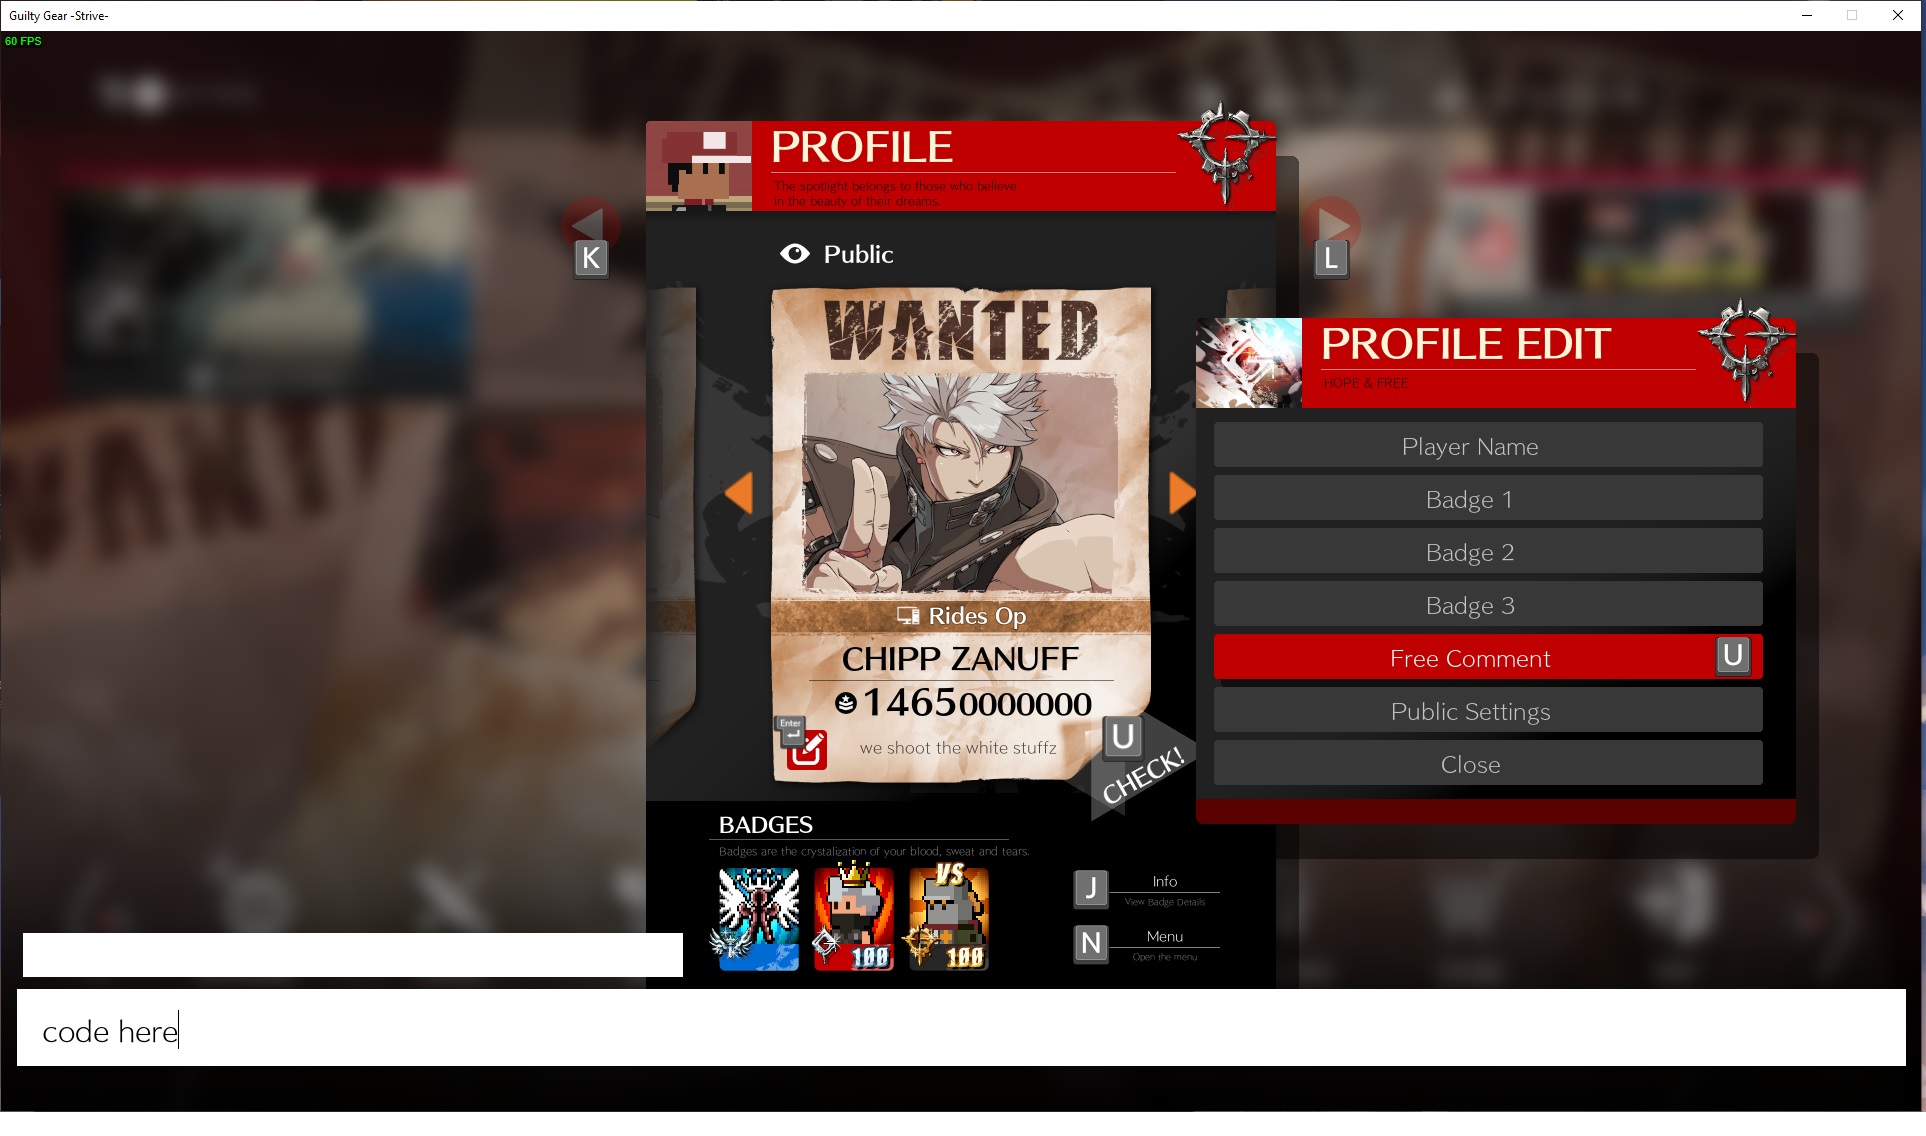 Guilty Gear -Strive-
60 FPS
PROFILE
The spotlight belongs to those who believe
in the beauty of their dreams.
K
Public
L
WANTED
PROFILE EDIT
HOPE & FREE
Player Name
Badge 1
Badge 2
Badge 3
Free Comment
U
Public Settings
Close
Rides Op
CHIPP ZANUFF
14650000000
Enter
we shoot the white stuffz
U
CHECK!
BADGES
Badges are the crystalization of your blood, sweat and tears.
VS
100
100
J
Info
View Badge Details
N
Menu
Open the menu
code here